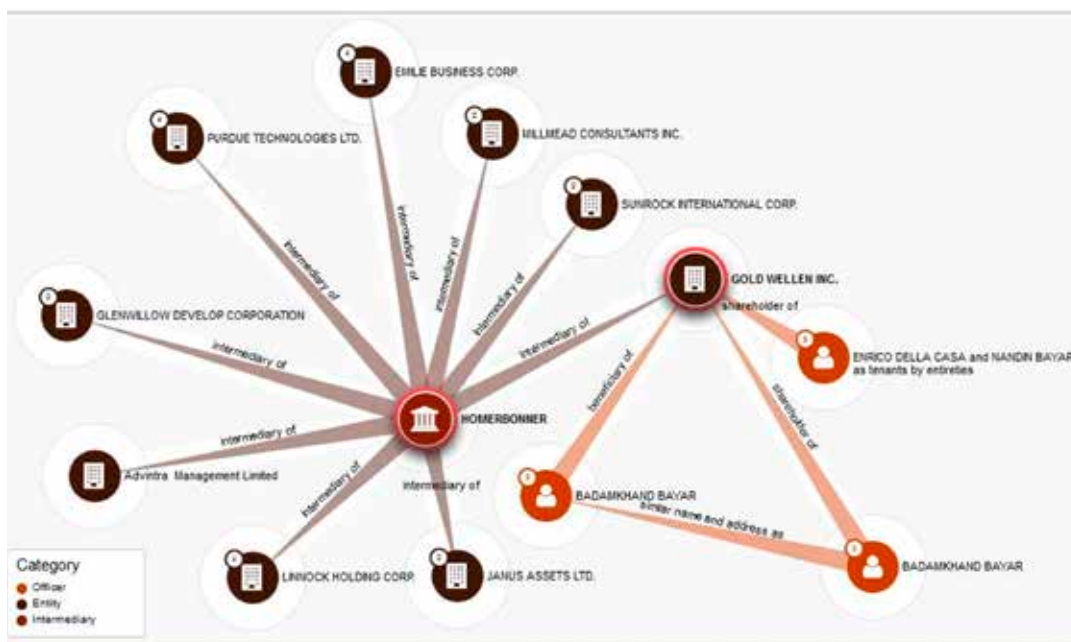 EMILIE BUSINESS CORP.
MILLMEAD CONSULTANTS INC.
PURDUE TECHNOLOGIES LTD.
SUNROCK INTERNATIONAL CORP.
intermediary of
intermediary of
intermediary of
intermediary of
GOLD WELLEN INC.
shareholder of
GLENWILLOW DEVELOP CORPORATION
intermediary of
intermediary of
ENRICO DELLA CASA and NANDIN BAYAR
as tenants by entireties
beneficiary of
shareholder of
HOMERBONNER
intermediary of
Advintra Management Limited
intermediary of
intermediary of
BADAMKHAND BAYAR
similar name and address as
LINNOCK HOLDING CORP.
JANUS ASSETS LTD.
BADAMKHAND BAYAR
Category
Officer
Entity
Intermediary